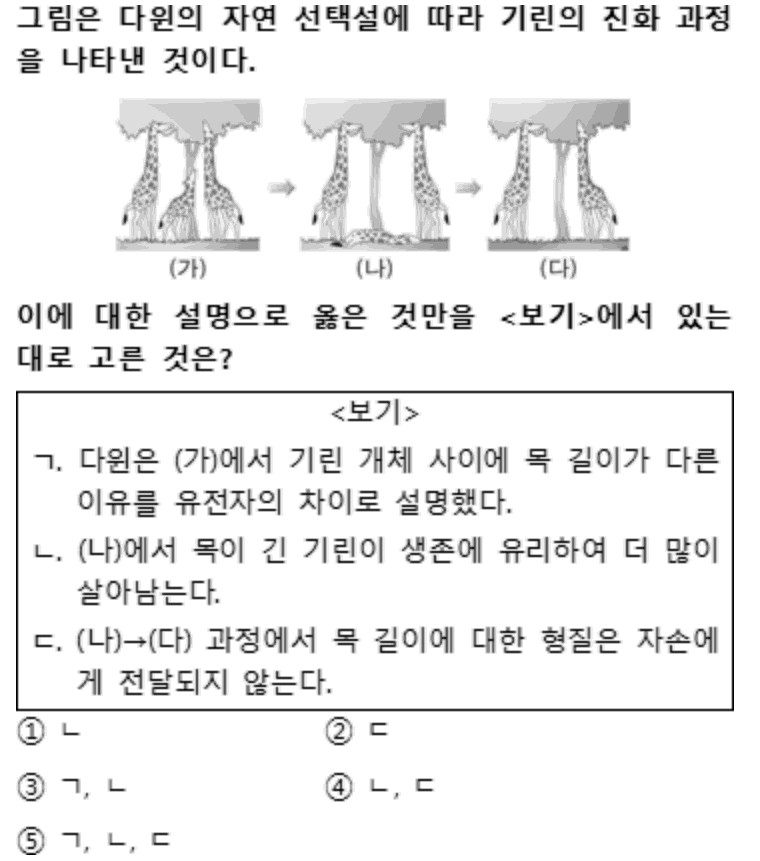 그림은 다윈의 자연 선택설에 따라 기린의 진화 과정
을 나타낸 것이다.
(가) (나) (다)
이에 대한 설명으로 옳은 것만을 <보기>에서 있는
대로 고른 것은?
<보기>
ㄱ. 다윈은 (가)에서 기린 개체 사이에 목 길이가 다른
이유를 유전자의 차이로 설명했다.
ㄴ. (나)에서 목이 긴 기린이 생존에 유리하여 더 많이
살아남는다.
ㄷ. (나)→(다) 과정에서 목 길이에 대한 형질은 자손에
게 전달되지 않는다.
① ㄴ ② ㄷ
③ ㄱ, ㄴ ④ ㄴ, ㄷ
⑤ ㄱ, ㄴ, ㄷ